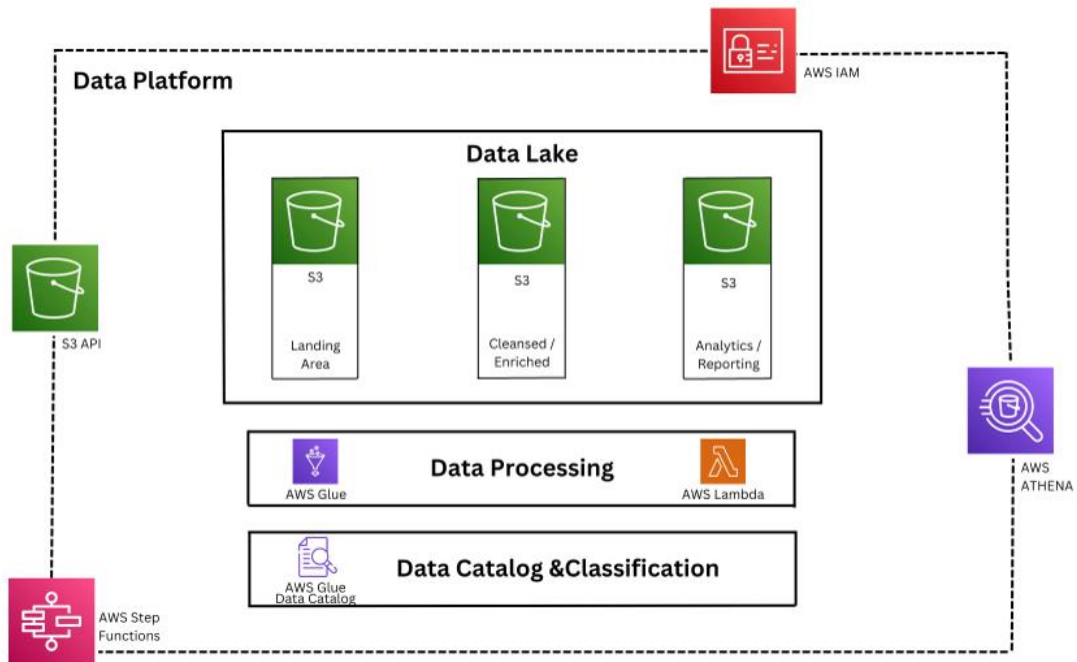 AWS IAM
Data Platform
Data Lake
S3
S3
S3
Landing
Area
Cleansed /
Enriched
Analytics /
Reporting
S3 API
Data Processing
AWS Glue
AWS Lambda
AWS
ATHENA
Data Catalog &Classification
AWS Glue
Data Catalog
AWS Step
Functions